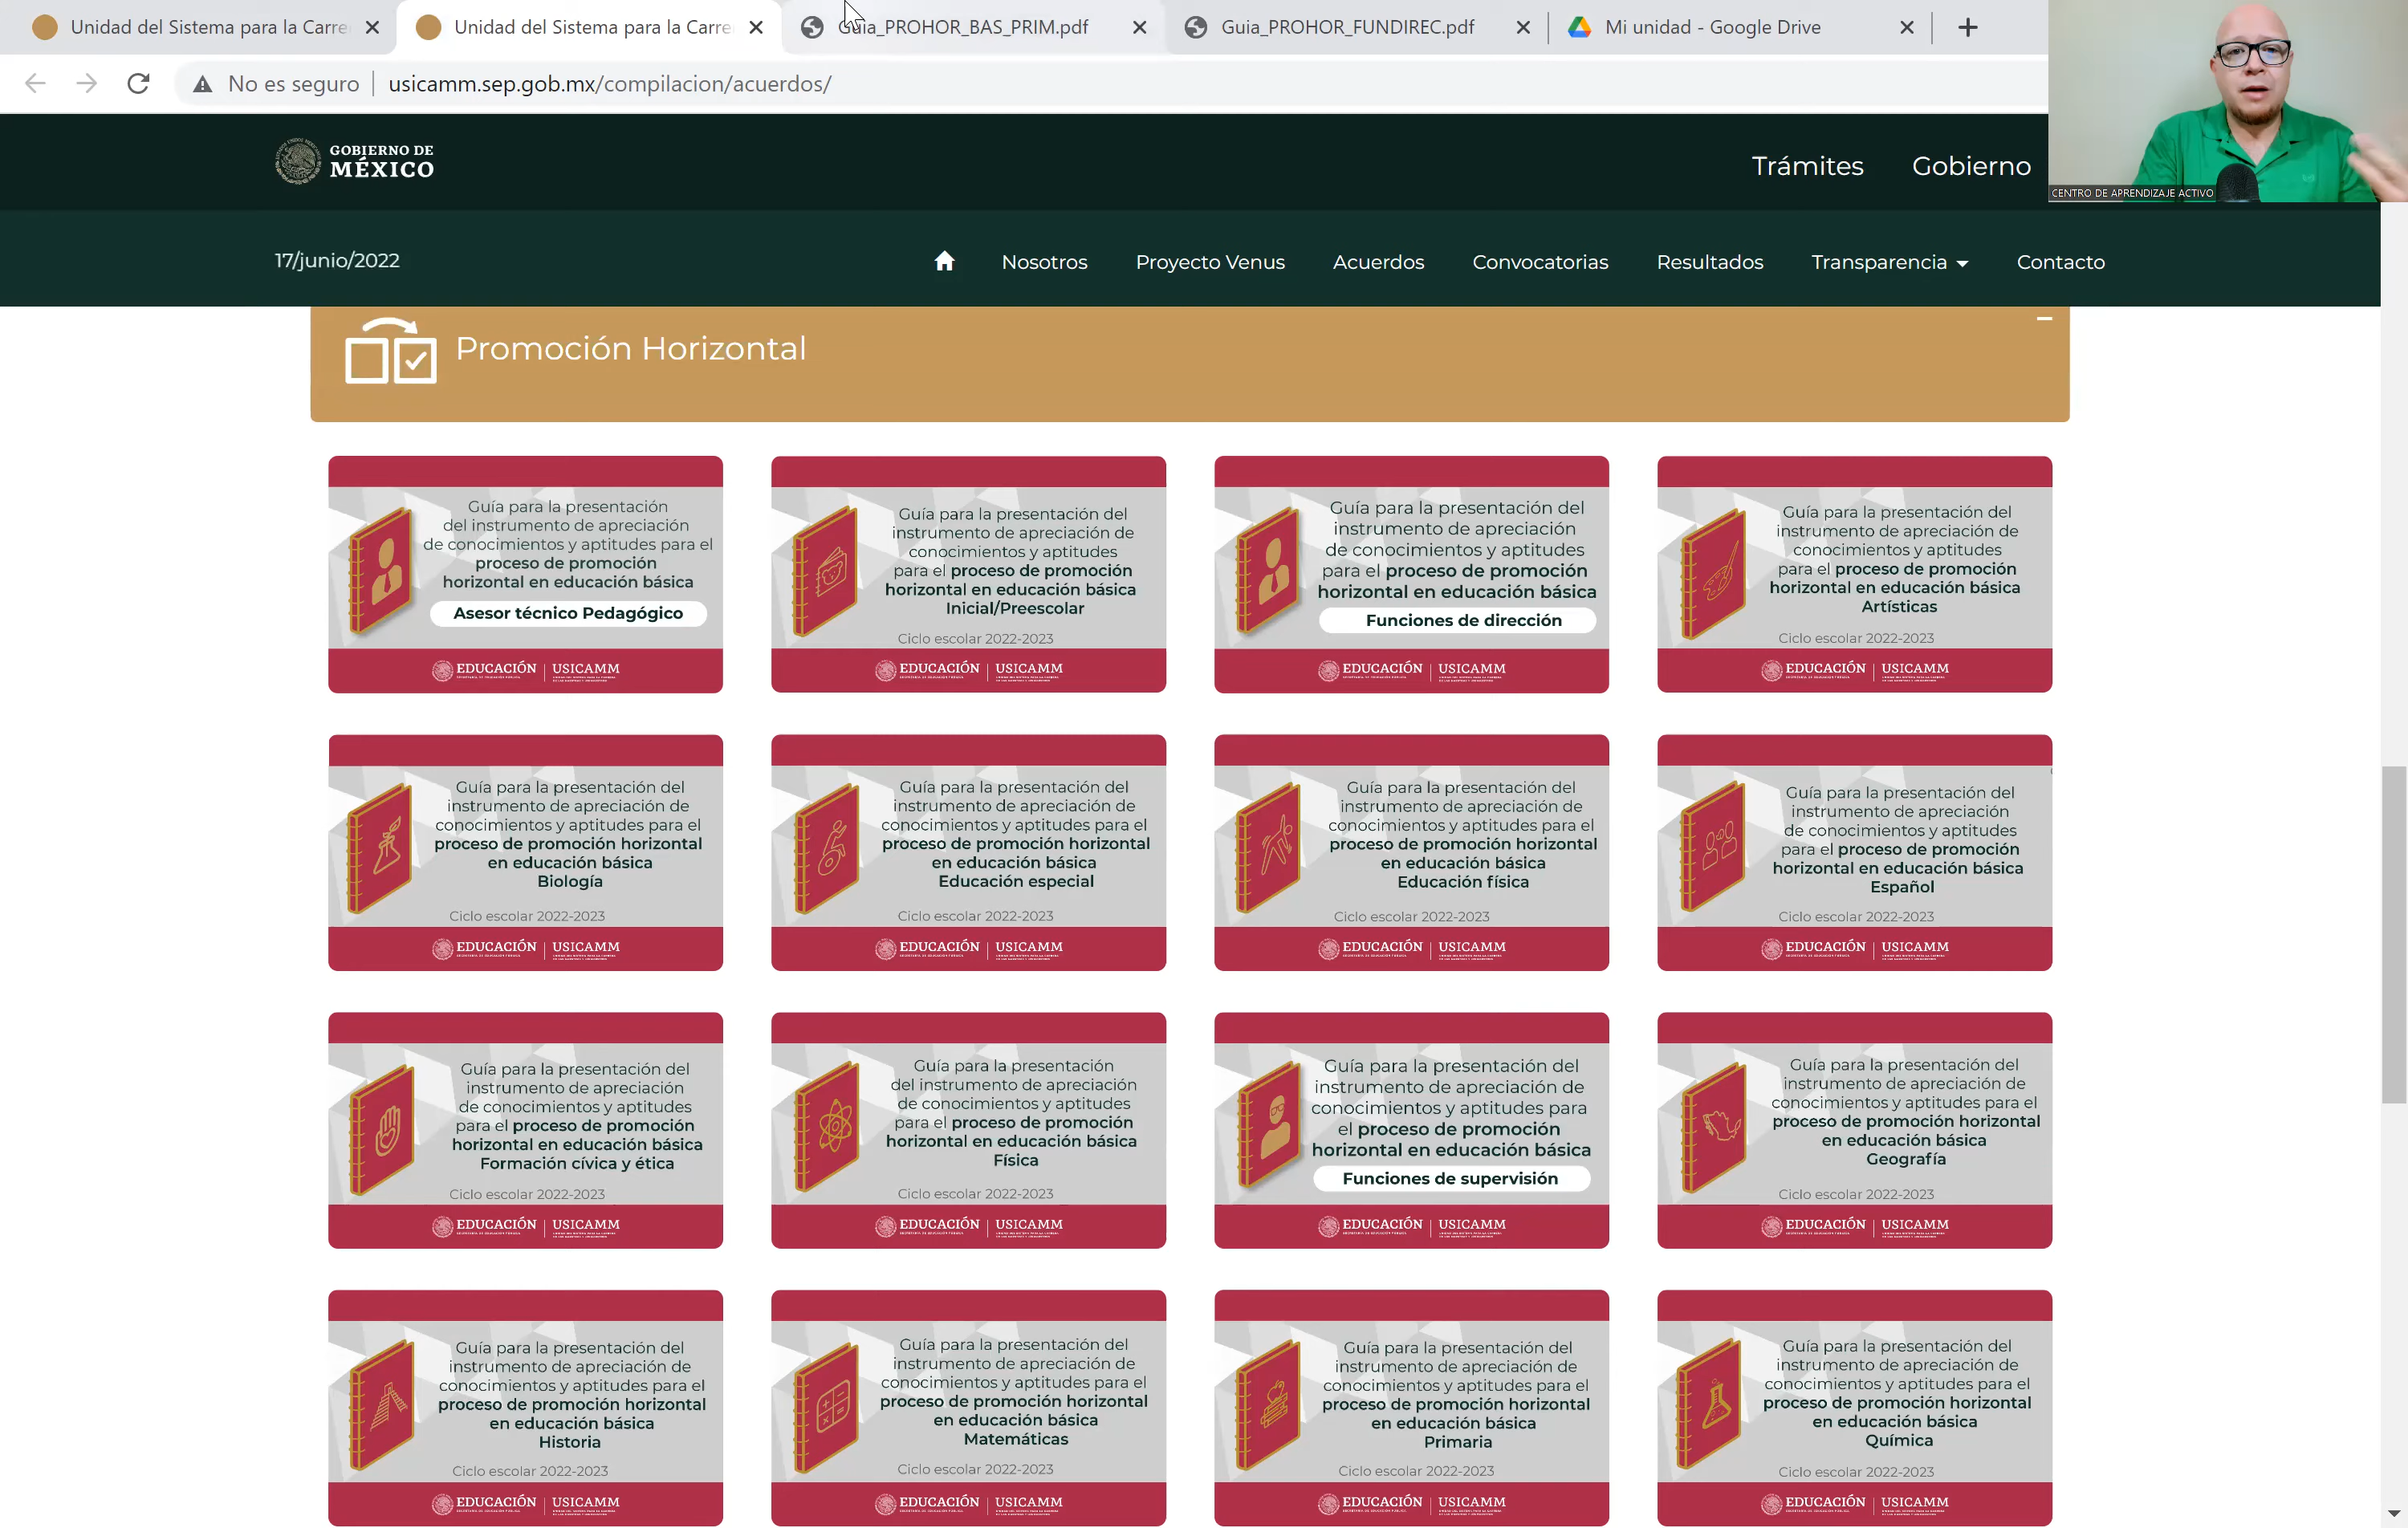 Unidad del Sistema para la Carre
Unidad del Sistema para la Carre
Guia_PROHOR_BAS_PRIM.pdf
Guia_PROHOR_FUNDIREC.pdf
Mi unidad - Google Drive
No es seguro
usicamm.sep.gob.mx/compilacion/acuerdos/
CENTRO DE APRENDIZAJE ACTIVO
GOBIERNO DE
MÉXICO
Trámites
Gobierno
17/junio/2022
Nosotros
Proyecto Venus
Acuerdos
Convocatorias
Resultados
Transparencia
Contacto
Promoción Horizontal
Guía para la presentación
del instrumento de apreciación
de conocimientos y aptitudes para el
proceso de promoción
horizontal en educación básica
Asesor técnico Pedagógico
EDUCACIÓN | USICAMM
Guía para la presentación del
instrumento de apreciación de
conocimientos y aptitudes
para el proceso de promoción
horizontal en educación básica
Inicial/Preescolar
Ciclo escolar 2022-2023
EDUCACIÓN | USICAMM
Guía para la presentación del
instrumento de apreciación
de conocimientos y aptitudes
para el proceso de promoción
horizontal en educación básica
Funciones de dirección
EDUCACIÓN | USICAMM
Guía para la presentación del
instrumento de apreciación de
conocimientos y aptitudes
para el proceso de promoción
horizontal en educación básica
Artísticas
Ciclo escolar 2022-2023
EDUCACIÓN | USICAMM
Guía para la presentación del
instrumento de apreciación de
conocimientos y aptitudes para el
proceso de promoción horizontal
en educación básica
Biología
Ciclo escolar 2022-2023
EDUCACIÓN | USICAMM
Guía para la presentación del
instrumento de apreciación de
conocimientos y aptitudes para el
proceso de promoción horizontal
en educación básica
Educación especial
Ciclo escolar 2022-2023
EDUCACIÓN | USICAMM
Guía para la presentación del
instrumento de apreciación de
conocimientos y aptitudes para el
proceso de promoción horizontal
en educación básica
Educación física
Ciclo escolar 2022-2023
EDUCACIÓN | USICAMM
Guía para la presentación del
instrumento de apreciación
de conocimientos y aptitudes
para el proceso de promoción
horizontal en educación básica
Español
Ciclo escolar 2022-2023
EDUCACIÓN | USICAMM
Guía para la presentación del
instrumento de apreciación
de conocimientos y aptitudes
para el proceso de promoción
horizontal en educación básica
Formación cívica y ética
Ciclo escolar 2022-2023
EDUCACIÓN | USICAMM
Guía para la presentación
del instrumento de apreciación
de conocimientos y aptitudes
para el proceso de promoción
horizontal en educación básica
Física
Ciclo escolar 2022-2023
EDUCACIÓN | USICAMM
Guía para la presentación del
instrumento de apreciación de
conocimientos y aptitudes para
el proceso de promoción
horizontal en educación básica
Funciones de supervisión
EDUCACIÓN | USICAMM
Guía para la presentación del
instrumento de apreciación de
conocimientos y aptitudes para el
proceso de promoción horizontal
en educación básica
Geografía
Ciclo escolar 2022-2023
EDUCACIÓN | USICAMM
Guía para la presentación del
instrumento de apreciación de
conocimientos y aptitudes para el
proceso de promoción horizontal
en educación básica
Historia
Ciclo escolar 2022-2023
EDUCACIÓN | USICAMM
Guía para la presentación del
instrumento de apreciación de
conocimientos y aptitudes para el
proceso de promoción horizontal
en educación básica
Matemáticas
Ciclo escolar 2022-2023
EDUCACIÓN | USICAMM
Guía para la presentación del
instrumento de apreciación de
conocimientos y aptitudes para el
proceso de promoción horizontal
en educación básica
Primaria
Ciclo escolar 2022-2023
EDUCACIÓN | USICAMM
Guía para la presentación del
instrumento de apreciación de
conocimientos y aptitudes para el
proceso de promoción horizontal
en educación básica
Química
Ciclo escolar 2022-2023
EDUCACIÓN | USICAMM